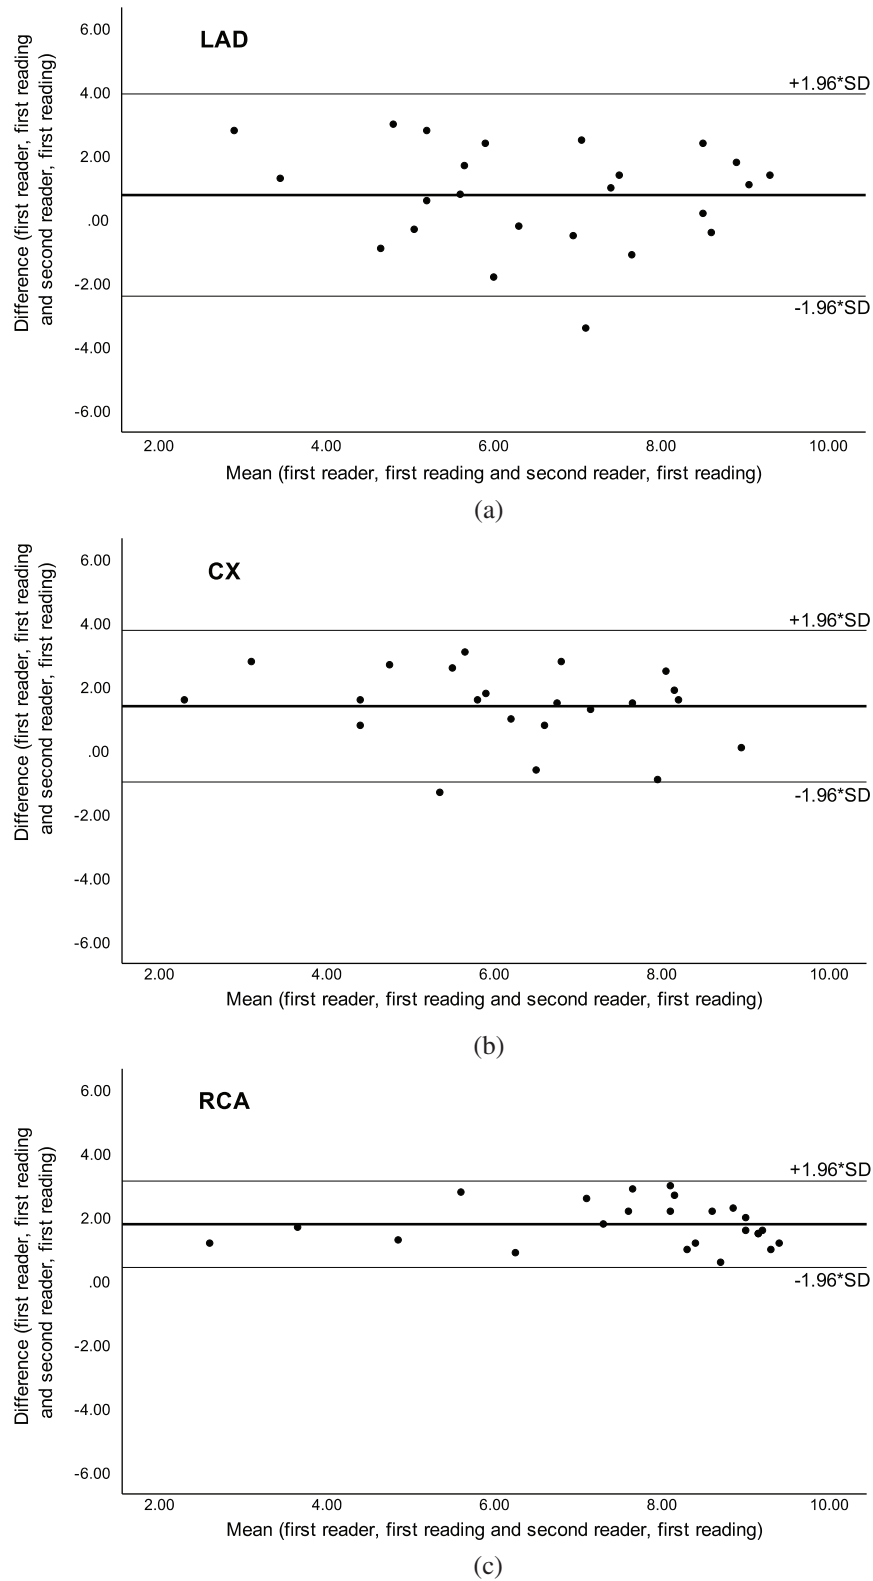 Difference (first reader, first reading
and second reader, first reading)
6.00
4.00
2.00
.00
-2.00
-4.00
-6.00
LAD
+1.96*SD
-1.96*SD
2.00 4.00 6.00 8.00 10.00
Mean (first reader, first reading and second reader, first reading)
(a)
Difference (first reader, first reading
and second reader, first reading)
6.00
4.00
2.00
.00
-2.00
-4.00
-6.00
CX
+1.96*SD
-1.96*SD
2.00 4.00 6.00 8.00 10.00
Mean (first reader, first reading and second reader, first reading)
(b)
Difference (first reader, first reading
and second reader, first reading)
6.00
4.00
2.00
.00
-2.00
-4.00
-6.00
RCA
+1.96*SD
-1.96*SD
2.00 4.00 6.00 8.00 10.00
Mean (first reader, first reading and second reader, first reading)
(c)